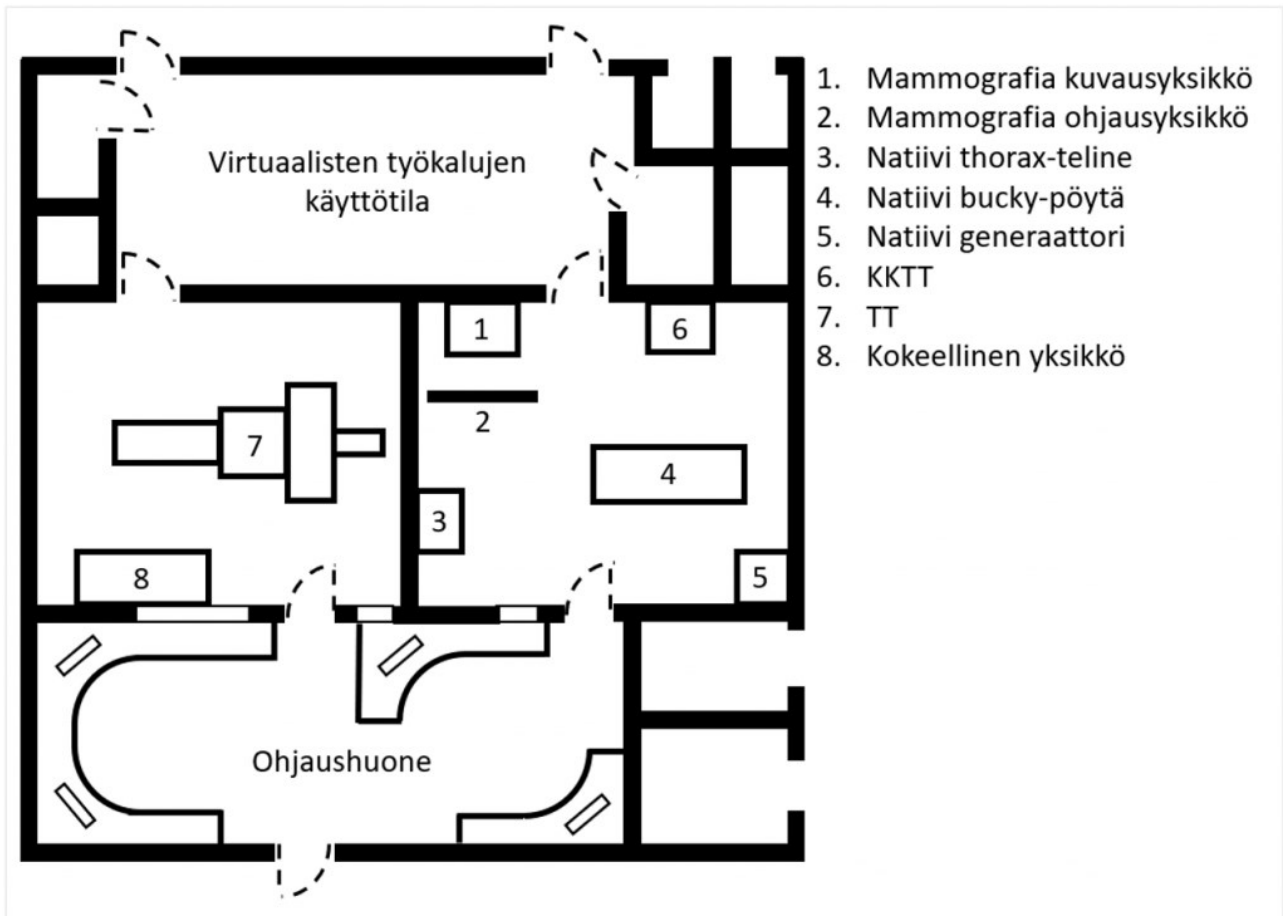 Virtuaalisten työkalujen
käyttötila
1
6
2
7
4
3
8
5
Ohjaushuone
1. Mammografia kuvausyksikkö
2. Mammografia ohjausyksikkö
3. Natiivi thorax-teline
4. Natiivi bucky-pöytä
5. Natiivi generaattori
6. KKTT
7. TT
8. Kokeellinen yksikkö